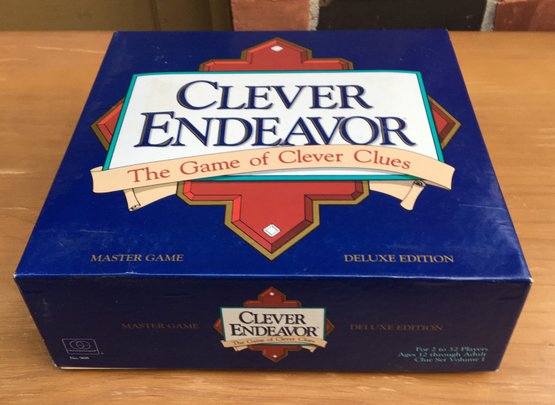 CLEVER
ENDEAVOR
The Game of Clever Clues
MASTER GAME
DELUXE EDITION
CLEVER
ENDEAVOR
The Game of Clever Clues
MASTER GAME
DELUXE EDITION
For 2 to 32 Players
Ages 12 through Adult
Clue Set Volume I